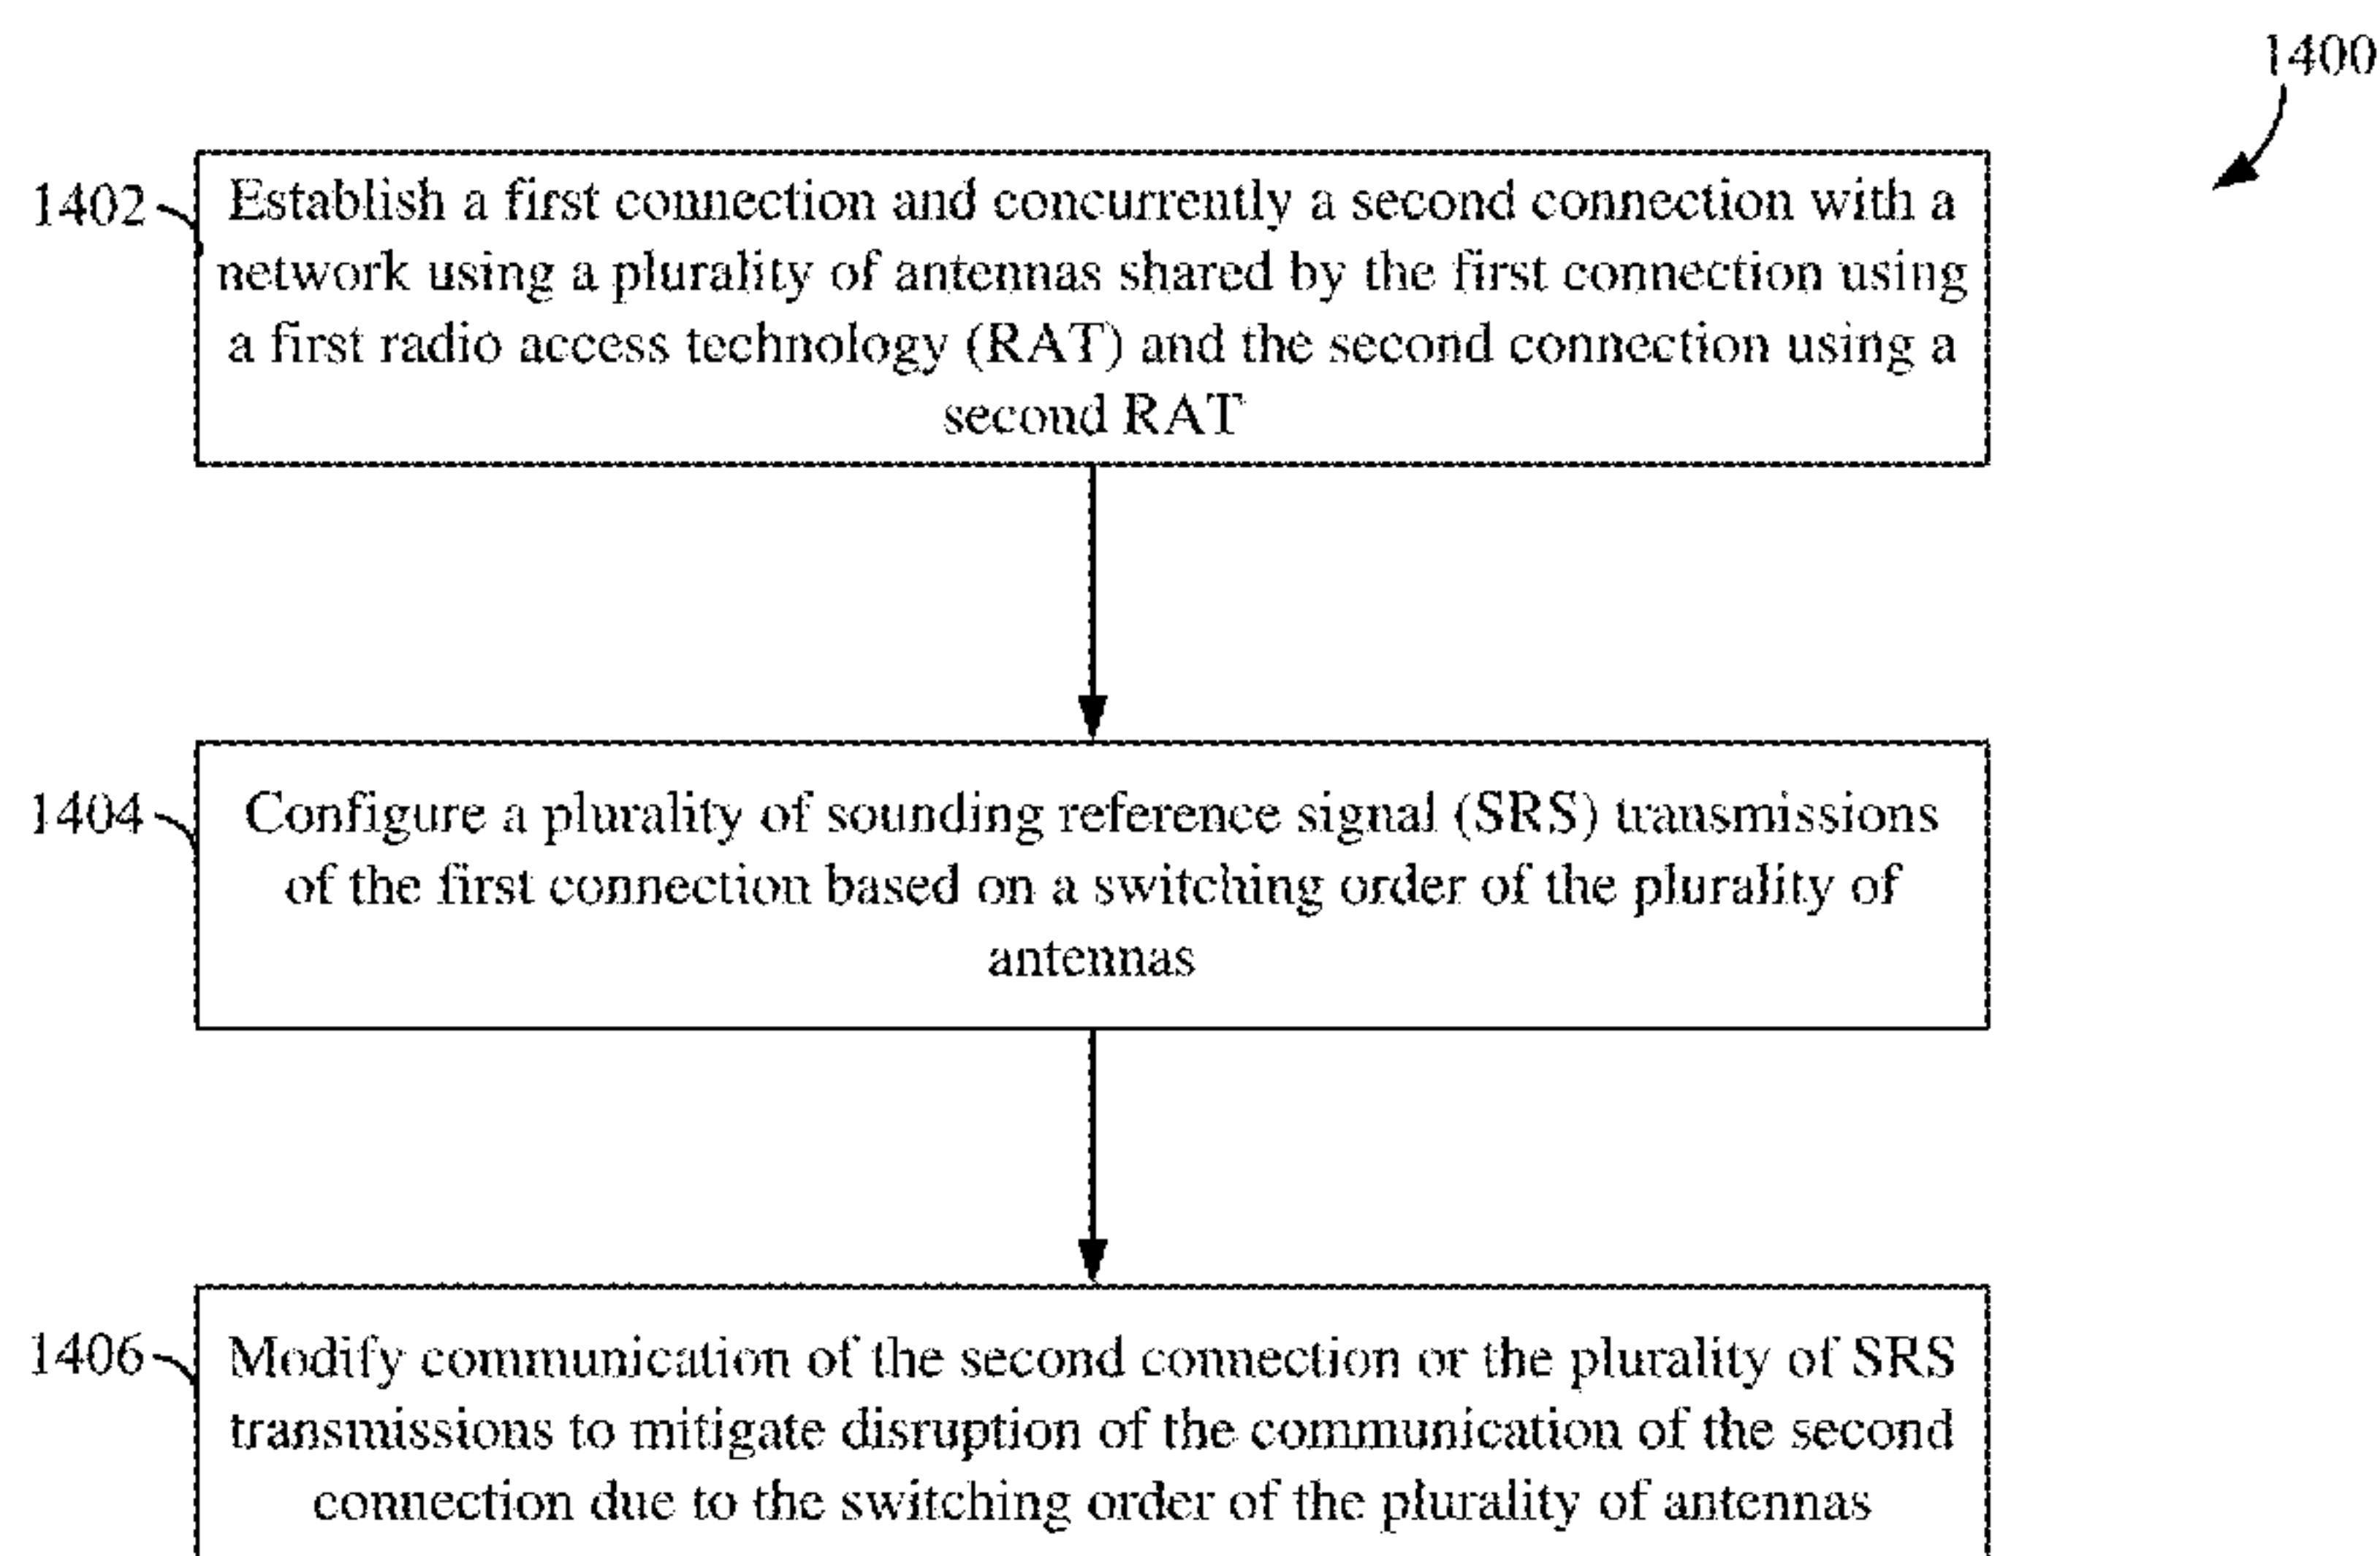 1400
1402
Establish a first connection and concurrently a second connection with a
network using a plurality of antennas shared by the first connection using
a first radio access technology (RAT) and the second connection using a
second RAT
1404
Configure a plurality of sounding reference signal (SRS) transmissions
of the first connection based on a switching order of the plurality of
antennas
1406
Modify communication of the second connection or the plurality of SRS
transmissions to mitigate disruption of the communication of the second
connection due to the switching order of the plurality of antennas